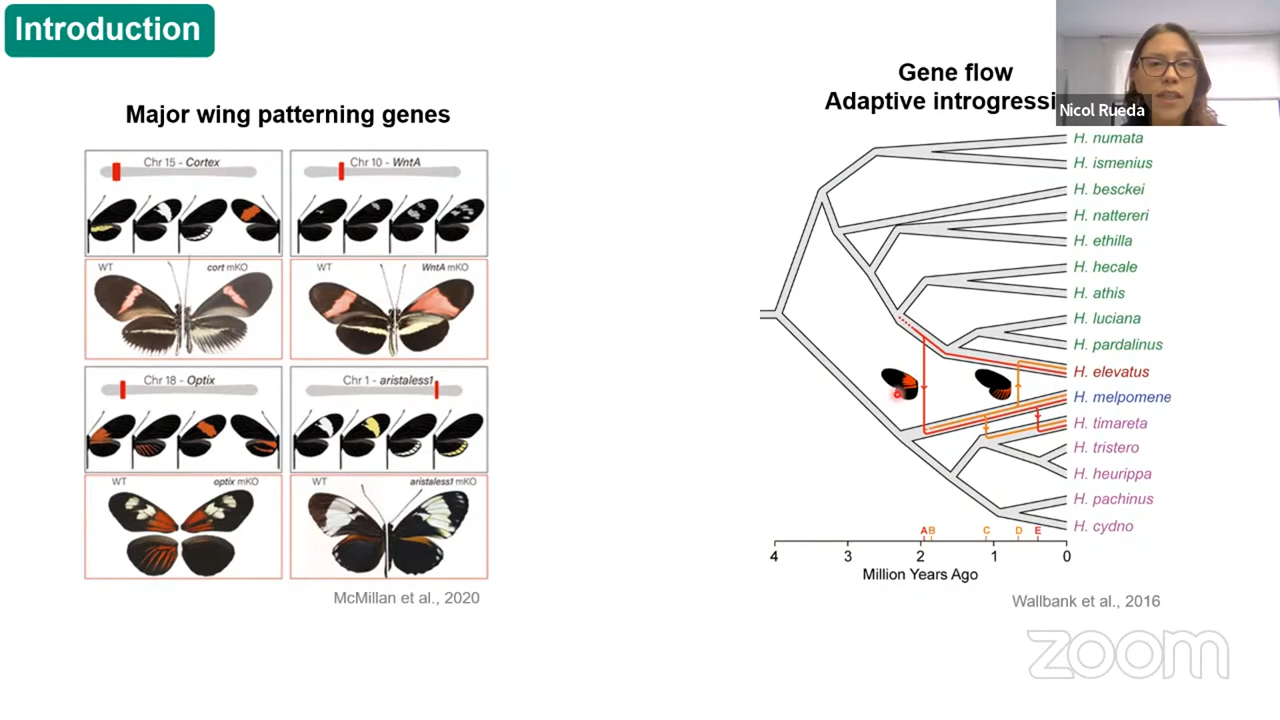 Introduction
Major wing patterning genes
Chr 15 - Cortex
Chr 10 - WntA
WT
cort mKO
WT
WntA mKO
Chr 18 - Optix
Chr 1 - aristaless1
WT
optix mKO
WT
aristaless1 mKO
McMillan et al., 2020
Gene flow
Adaptive introgressi
Nicol Rueda
H. numata
H. ismenius
H. besckei
H. nattereri
H. ethilla
H. hecale
H. athis
H. luciana
H. pardalinus
H. elevatus
H. melpomene
H. timareta
H. tristero
H. heurippa
H. pachinus
H. cydno
A B C D E
4 3 2 1 0
Million Years Ago
Wallbank et al., 2016
zoom